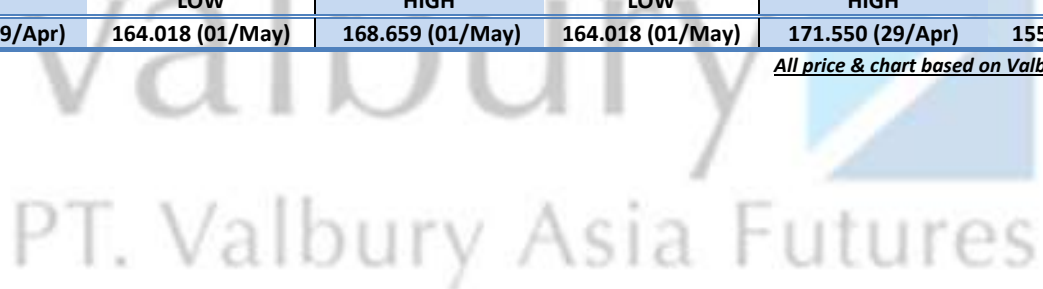 LOW HIGH LOW HIGH
9/Apr) 164.018 (01/May) 168.659 (01/May) 164.018 (01/May) 171.550 (29/Apr) 155
All price & chart based on Valb
Valbury
PT. Valbury Asia Futures